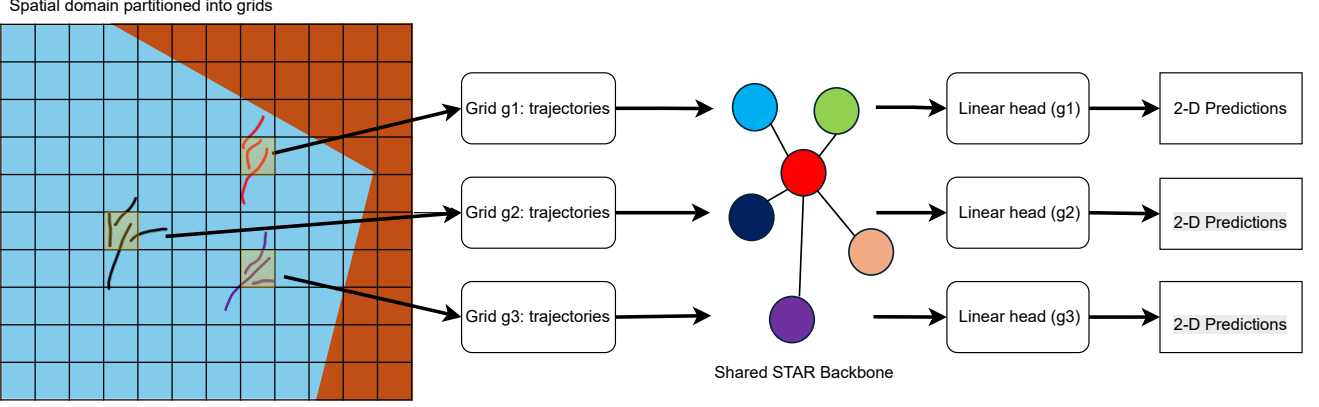 Spatial domain partitioned into grids
Grid g1: trajectories
Linear head (g1)
2-D Predictions
Grid g2: trajectories
Linear head (g2)
2-D Predictions
Grid g3: trajectories
Linear head (g3)
2-D Predictions
Shared STAR Backbone